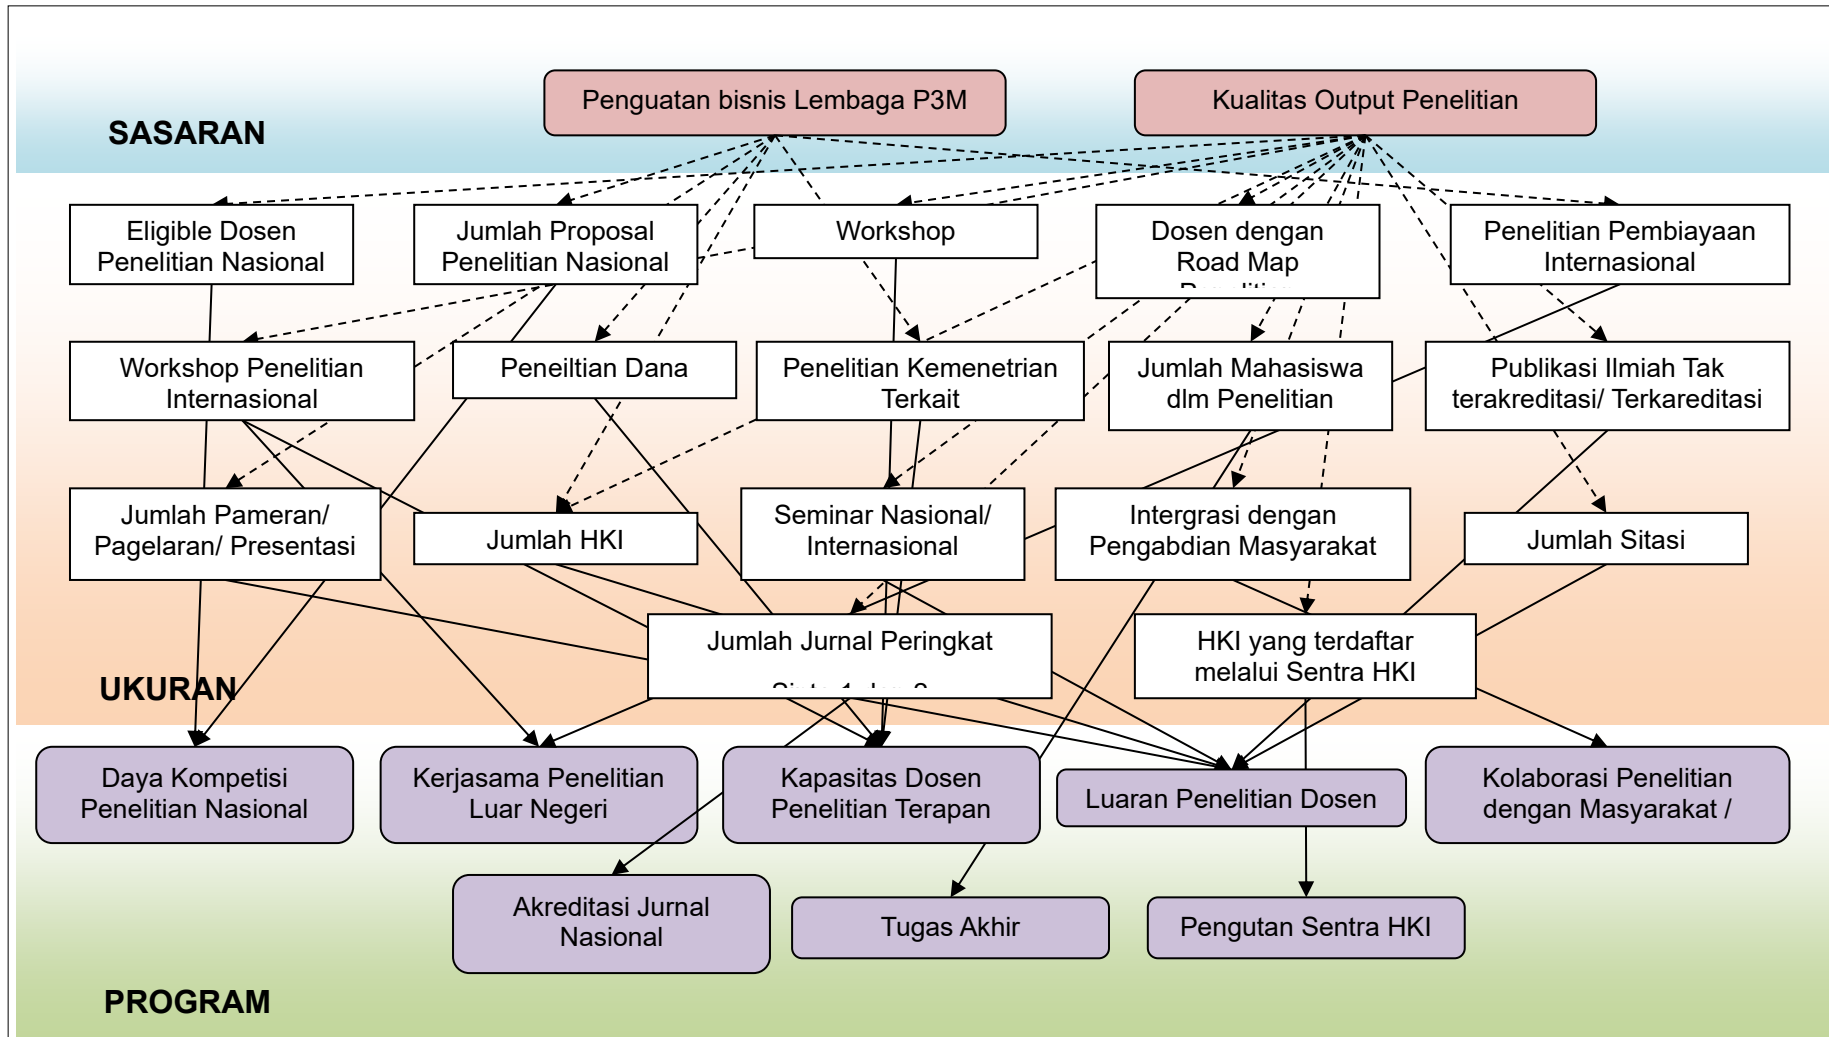 Penguatan bisnis Lembaga P3M
Kualitas Output Penelitian
SASARAN
Eligible Dosen
Penelitian Nasional
Jumlah Proposal
Penelitian Nasional
Workshop
Dosen dengan
Road Map
Penelitian Pembiayaan
Internasional
Workshop Penelitian
Internasional
Peneiltian Dana
Penelitian Kemenetrian
Terkait
Jumlah Mahasiswa
dlm Penelitian
Publikasi Ilmiah Tak
terakreditasi/ Terkareditasi
Jumlah Pameran/
Pagelaran/ Presentasi
Jumlah HKI
Seminar Nasional/
Internasional
Intergrasi dengan
Pengabdian Masyarakat
Jumlah Sitasi
Jumlah Jurnal Peringkat
HKI yang terdaftar
melalui Sentra HKI
UKURAN
Daya Kompetisi
Penelitian Nasional
Kerjasama Penelitian
Luar Negeri
Kapasitas Dosen
Penelitian Terapan
Luaran Penelitian Dosen
Kolaborasi Penelitian
dengan Masyarakat /
Akreditasi Jurnal
Nasional
Tugas Akhir
Pengutan Sentra HKI
PROGRAM